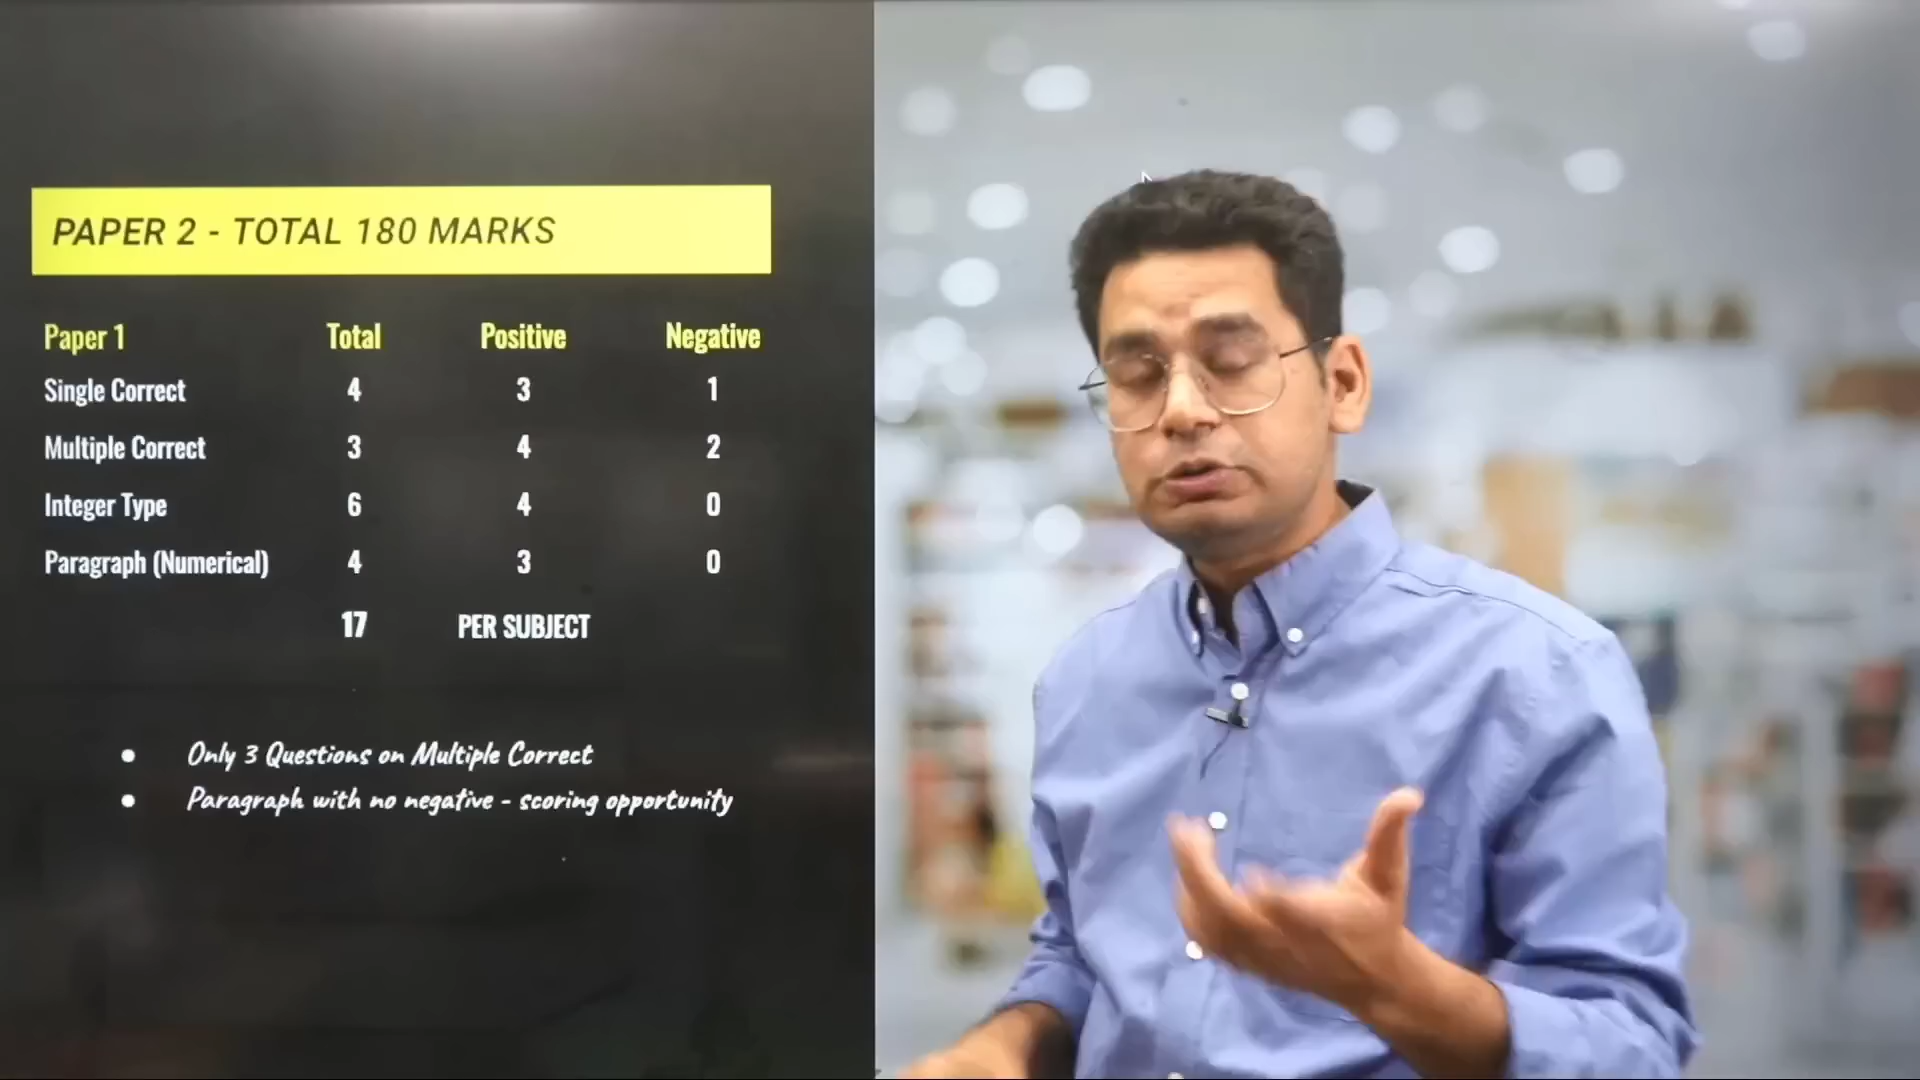 PAPER 2 - TOTAL 180 MARKS
Paper 1 Total Positive Negative
Single Correct 4 3 1
Multiple Correct 3 4 2
Integer Type 6 4 0
Paragraph (Numerical) 4 3 0
17 PER SUBJECT
Only 3 Questions on Multiple Correct
Paragraph with no negative - scoring opportunity